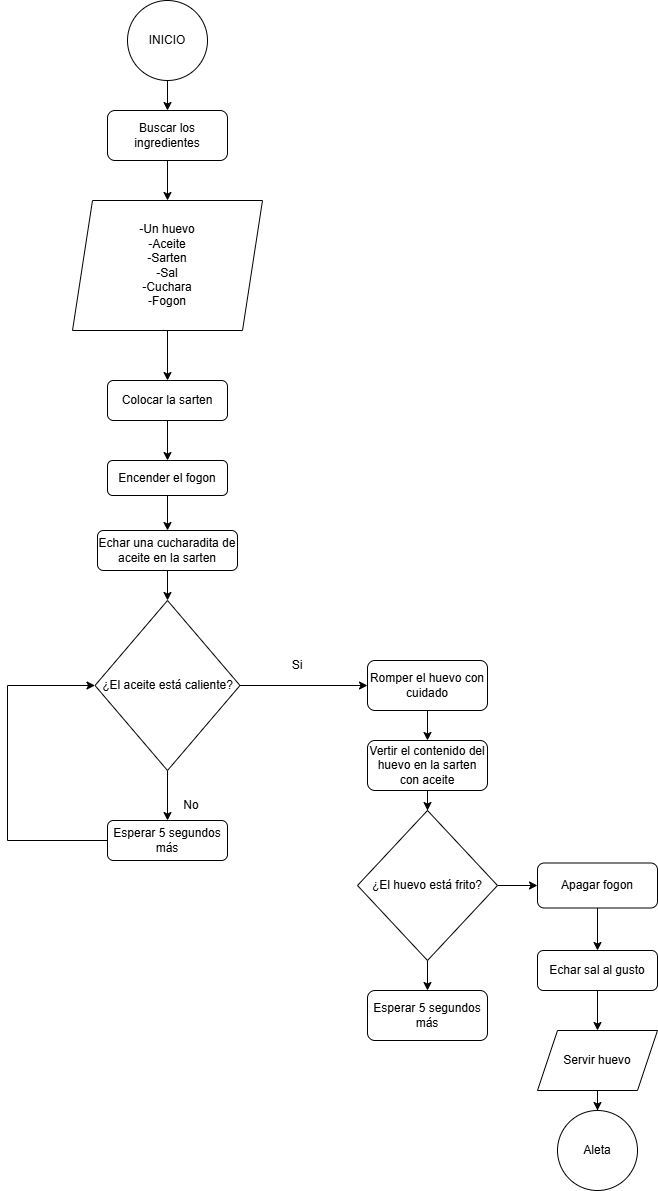 INICIO
Buscar los
ingredientes
-Un huevo
-Aceite
-Sarten
-Sal
-Cuchara
-Fogon
Colocar la sarten
Encender el fogon
Echar una cucharadita de
aceite en la sarten
¿El aceite está caliente?
Si
No
Esperar 5 segundos
más
Romper el huevo con
cuidado
Vertir el contenido del
huevo en la sarten
con aceite
¿El huevo está frito?
Esperar 5 segundos
más
Apagar fogon
Echar sal al gusto
Servir huevo
Aleta